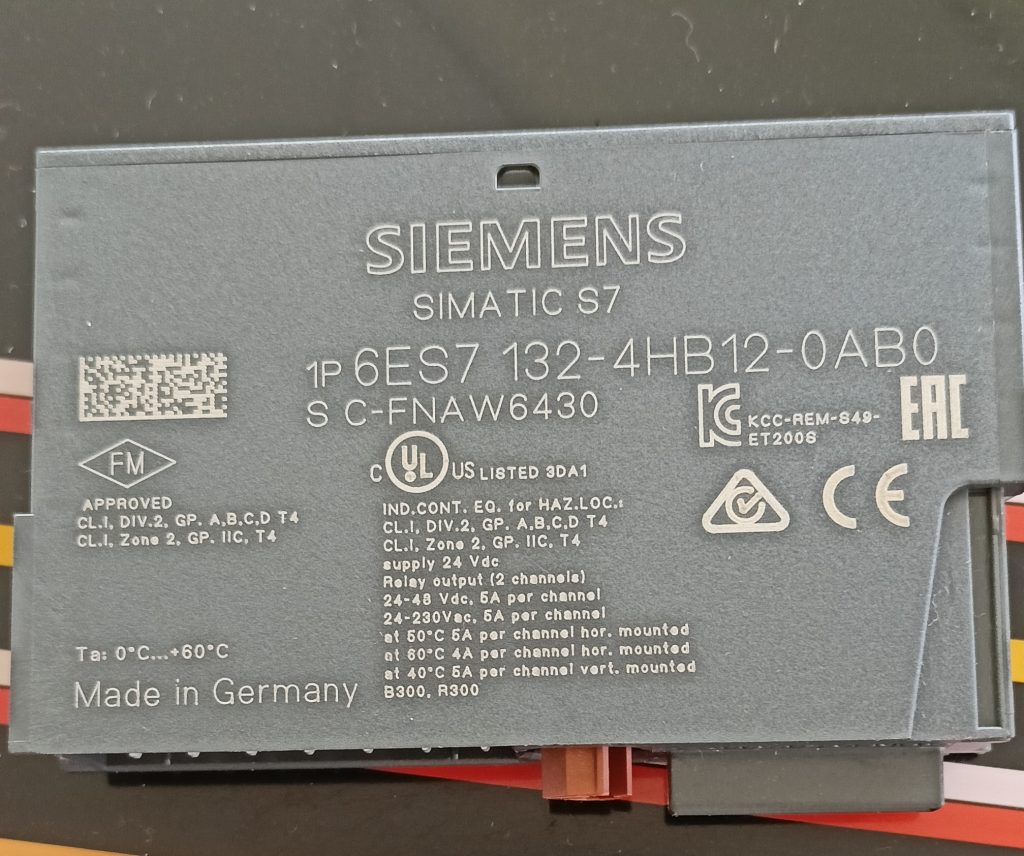 SIEMENS
SIMATIC S7
1P 6ES7 132-4HB12-0AB0
S C-FNAW6430
KCC-REM-S49-
ET200S
EAC
FM
APPROVED
CL.I, DIV.2, GP. A,B,C,D T4
CL.I, Zone 2, GP. IIC, T4
C UL US LISTED 3DA1
IND.CONT. EQ. for HAZ.LOC.:
CL.I, DIV.2, GP. A,B,C,D T4
CL.I, Zone 2, GP. IIC, T4
supply 24 Vdc
Relay output (2 channels)
24-48 Vdc, 5A per channel
24-230Vac, 5A per channel
at 50°C 5A per channel hor. mounted
at 60°C 4A per channel hor. mounted
at 40°C 5A per channel vert. mounted
B300, R300
CE
Ta: 0°C...+60°C
Made in Germany